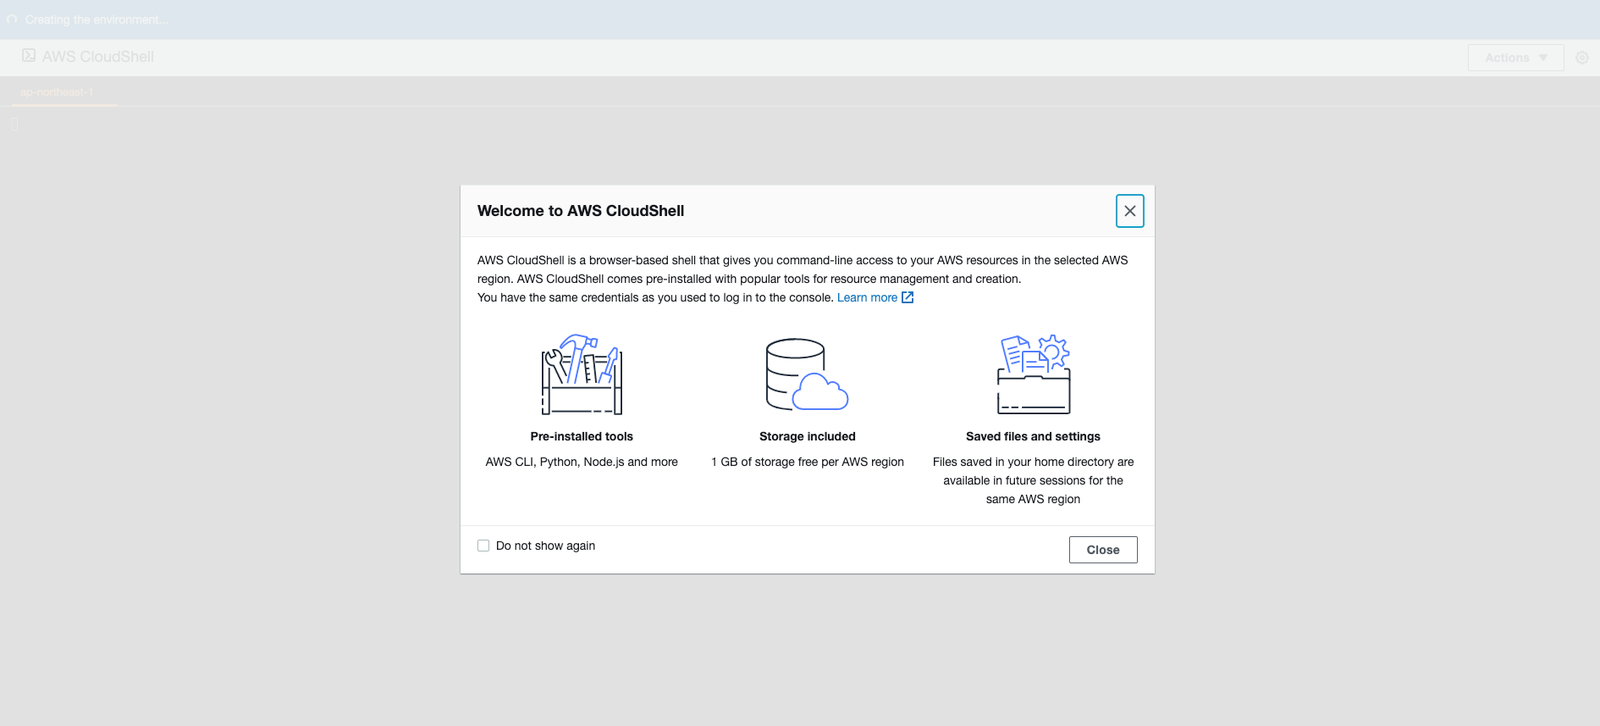 Creating the environment...
AWS CloudShell
Actions
ap-northeast-1
Welcome to AWS CloudShell
AWS CloudShell is a browser-based shell that gives you command-line access to your AWS resources in the selected AWS
region. AWS CloudShell comes pre-installed with popular tools for resource management and creation.
You have the same credentials as you used to log in to the console. Learn more
Pre-installed tools
AWS CLI, Python, Node.js and more
Storage included
1 GB of storage free per AWS region
Saved files and settings
Files saved in your home directory are
available in future sessions for the
same AWS region
Do not show again
Close